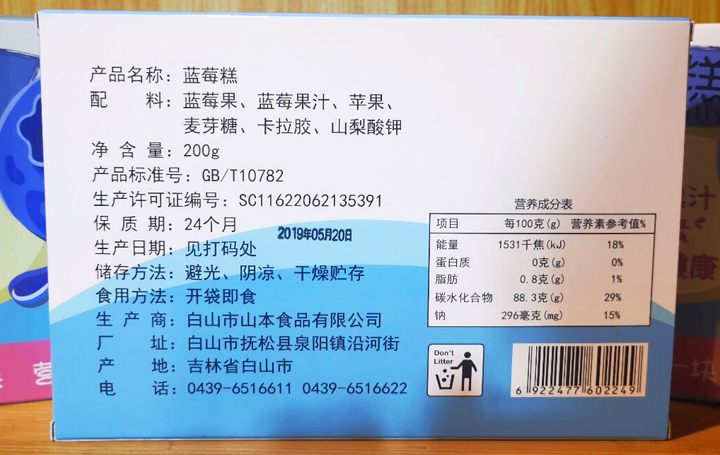 产品名称：蓝莓糕
配　　料：蓝莓果、蓝莓果汁、苹果、
麦芽糖、卡拉胶、山梨酸钾
净 含 量：200g
产品标准号：GB/T10782
生产许可证编号：SC11622062135391
保 质 期：24个月
2019年05月20日
生产日期：见打码处
储存方法：避光、阴凉、干燥贮存
食用方法：开袋即食
生 产 商：白山市山本食品有限公司
厂　　址：白山市抚松县泉阳镇沿河街
产　　地：吉林省白山市
电　　话：0439-6516611 0439-6516622
营养成分表
项目 每100克(g) 营养素参考值%
能量 1531千焦(kJ) 18%
蛋白质 0克(g) 0%
脂肪 0.8克(g) 1%
碳水化合物 88.3克(g) 29%
钠 296毫克(mg) 15%
Don't
Litter
6 922477 602249
糕
果汁
健康
一块